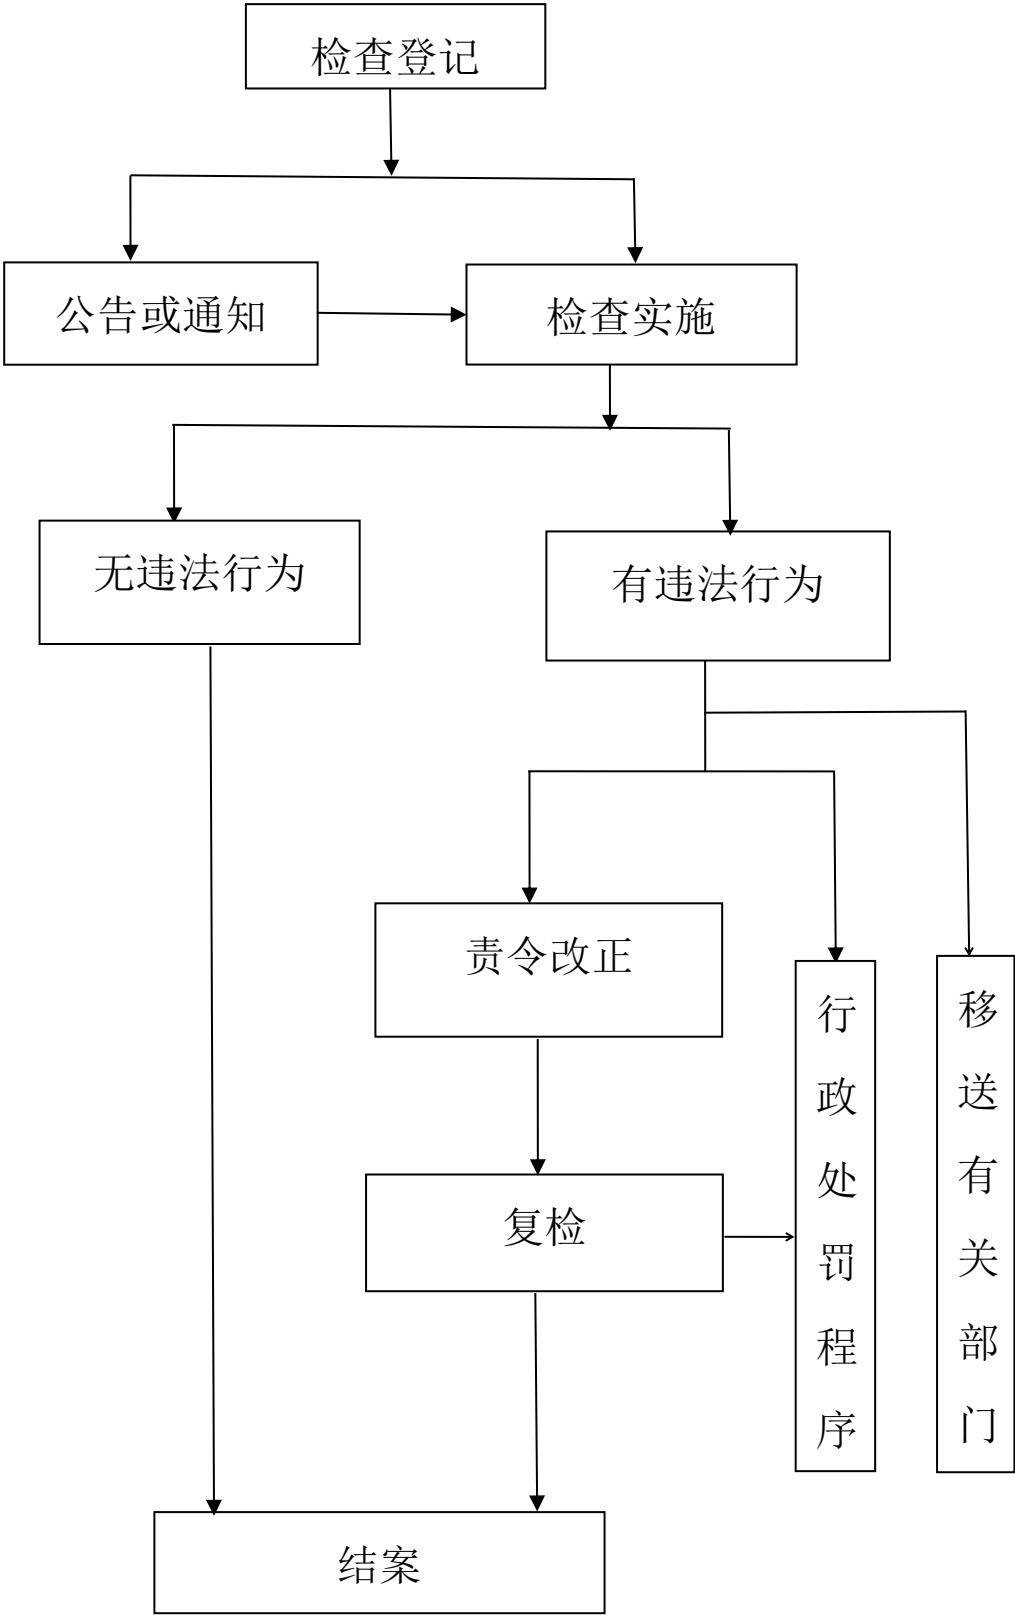 检查登记
公告或通知
检查实施
无违法行为
有违法行为
责令改正
行政处罚程序
移送有关部门
复检
结案